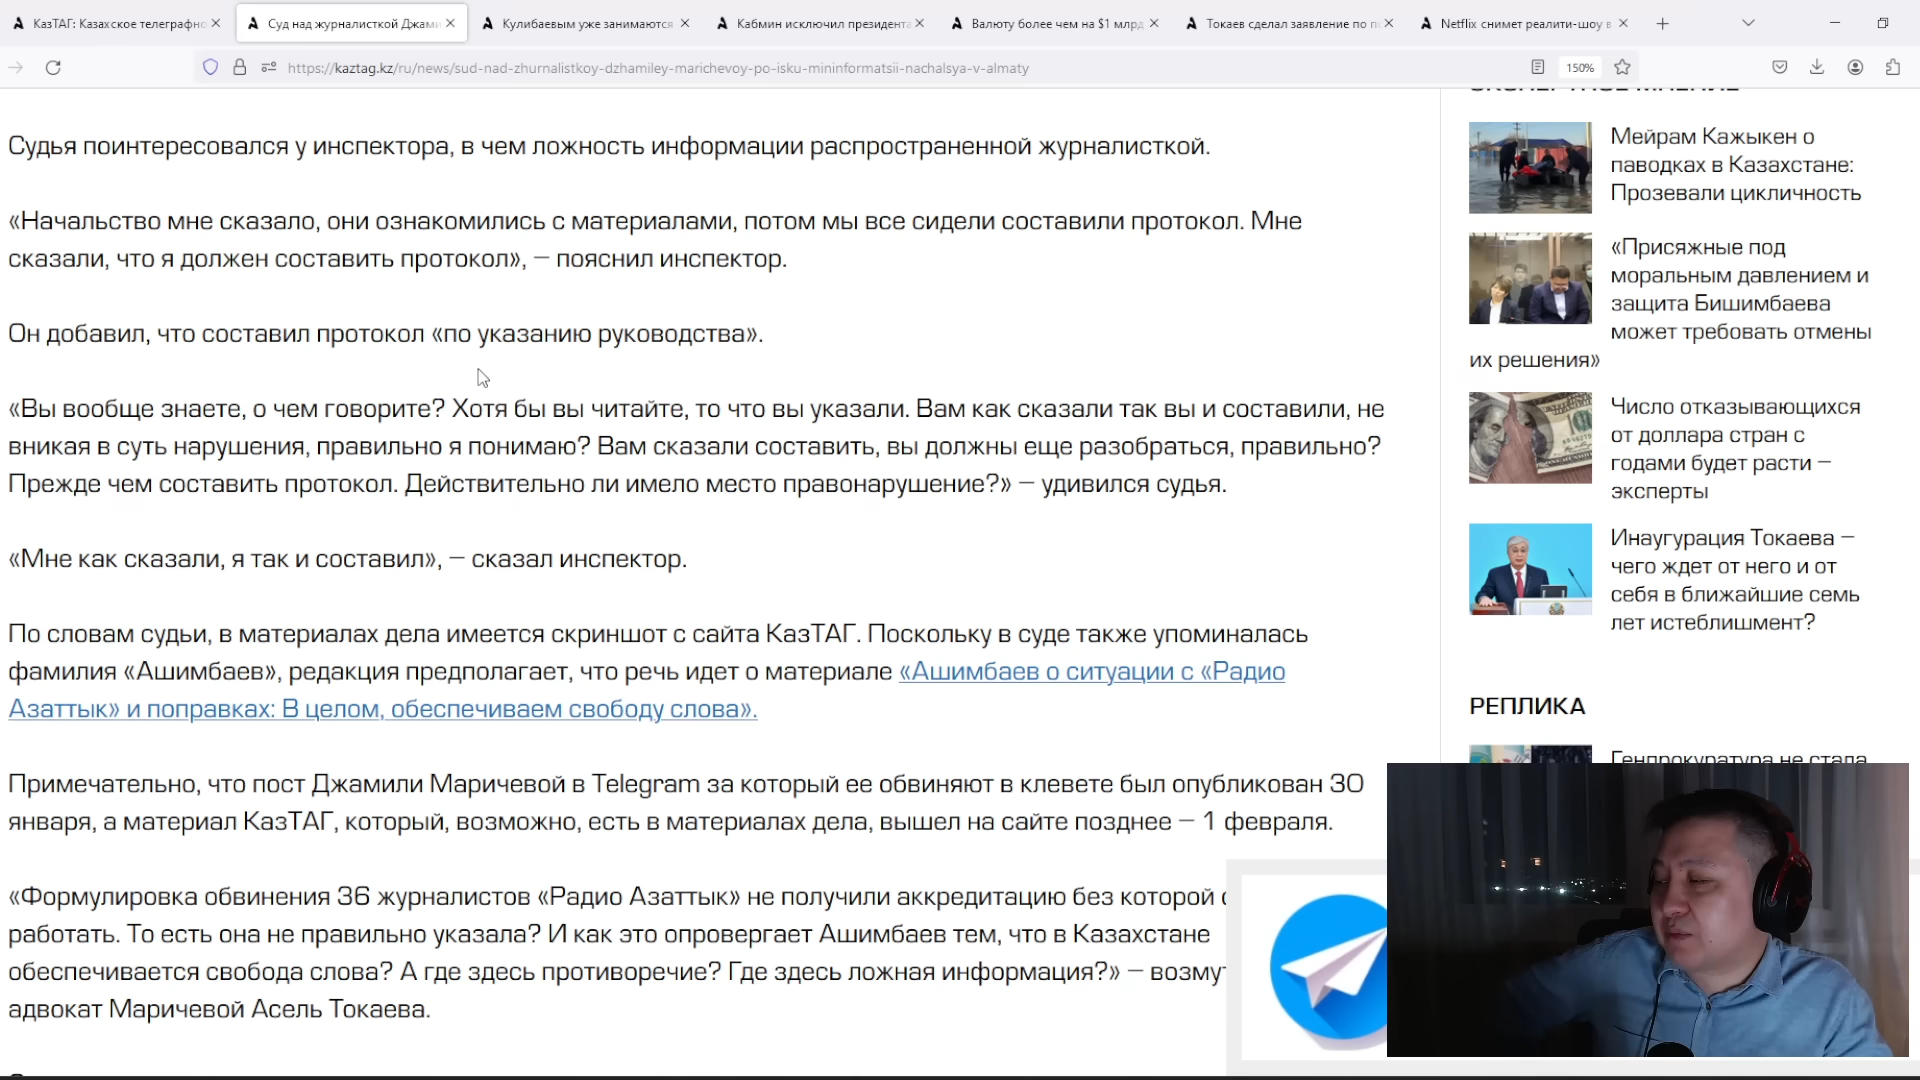 КазТАГ: Казахское телеграфно
Суд над журналисткой Джами
Кулибаевым уже занимаются
Кабмин исключил президента
Валюту более чем на $1 млрд
Токаев сделал заявление по п
Netflix снимет реалити-шоу в
https://kaztag.kz/ru/news/sud-nad-zhurnalistkoy-dzhamiley-marichevoy-po-isku-mininformatsii-nachalsya-v-almaty
150%
Судья поинтересовался у инспектора, в чем ложность информации распространенной журналисткой.
«Начальство мне сказало, они ознакомились с материалами, потом мы все сидели составили протокол. Мне
сказали, что я должен составить протокол», — пояснил инспектор.
Он добавил, что составил протокол «по указанию руководства».
«Вы вообще знаете, о чем говорите? Хотя бы вы читайте, то что вы указали. Вам как сказали так вы и составили, не
вникая в суть нарушения, правильно я понимаю? Вам сказали составить, вы должны еще разобраться, правильно?
Прежде чем составить протокол. Действительно ли имело место правонарушение?» — удивился судья.
«Мне как сказали, я так и составил», — сказал инспектор.
По словам судьи, в материалах дела имеется скриншот с сайта КазТАГ. Поскольку в суде также упоминалась
фамилия «Ашимбаев», редакция предполагает, что речь идет о материале «Ашимбаев о ситуации с «Радио
Азаттык» и поправках: В целом, обеспечиваем свободу слова».
Примечательно, что пост Джамили Маричевой в Telegram за который ее обвиняют в клевете был опубликован 30
января, а материал КазТАГ, который, возможно, есть в материалах дела, вышел на сайте позднее — 1 февраля.
«Формулировка обвинения 36 журналистов «Радио Азаттык» не получили аккредитацию без которой
работать. То есть она не правильно указала? И как это опровергает Ашимбаев тем, что в Казахстане
обеспечивается свобода слова? А где здесь противоречие? Где здесь ложная информация?» — возму
адвокат Маричевой Асель Токаева.
ЭКСПЕРТНОЕ МНЕНИЕ
Мейрам Кажыкен о
паводках в Казахстане:
Прозевали цикличность
«Присяжные под
моральным давлением и
защита Бишимбаева
может требовать отмены
их решения»
Число отказывающихся
от доллара стран с
годами будет расти —
эксперты
Инаугурация Токаева —
чего ждет от него и от
себя в ближайшие семь
лет истеблишмент?
РЕПЛИКА
Генпрокуратура не стала